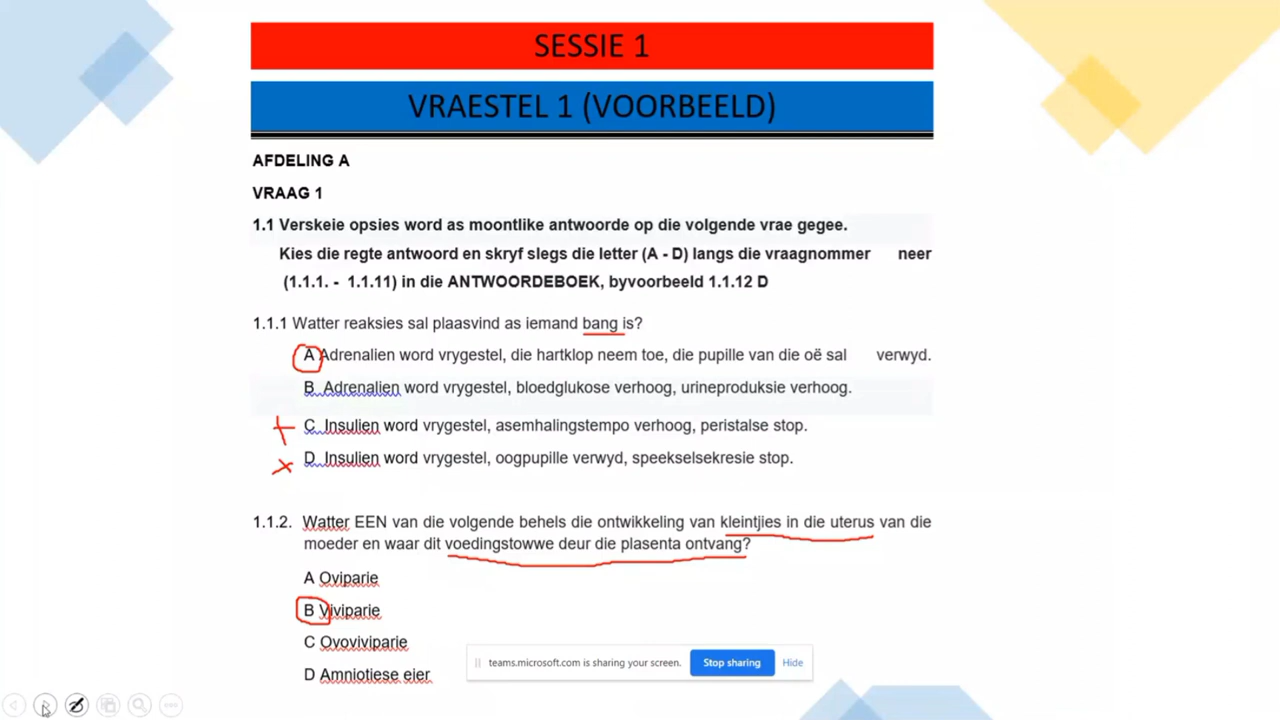 SESSIE 1
VRAESTEL 1 (VOORBEELD)
AFDELING A
VRAAG 1
1.1 Verskeie opsies word as moontlike antwoorde op die volgende vrae gegee.
Kies die regte antwoord en skryf slegs die letter (A - D) langs die vraagnommer neer
(1.1.1. - 1.1.11) in die ANTWOORDEBOEK, byvoorbeeld 1.1.12 D
1.1.1 Watter reaksies sal plaasvind as iemand bang is?
A Adrenalien word vrygestel, die hartklop neem toe, die pupille van die oë sal verwyd.
B Adrenalien word vrygestel, bloedglukose verhoog, urineproduksie verhoog.
C Insulien word vrygestel, asemhalingstempo verhoog, peristalse stop.
D Insulien word vrygestel, oogpupille verwyd, speekselsekresie stop.
1.1.2. Watter EEN van die volgende behels die ontwikkeling van kleintjies in die uterus van die
moeder en waar dit voedingstowwe deur die plasenta ontvang?
A Oviparie
B Viviparie
C Ovoviviparie
D Amniotiese eier
teams.microsoft.com is sharing your screen. Stop sharing Hide